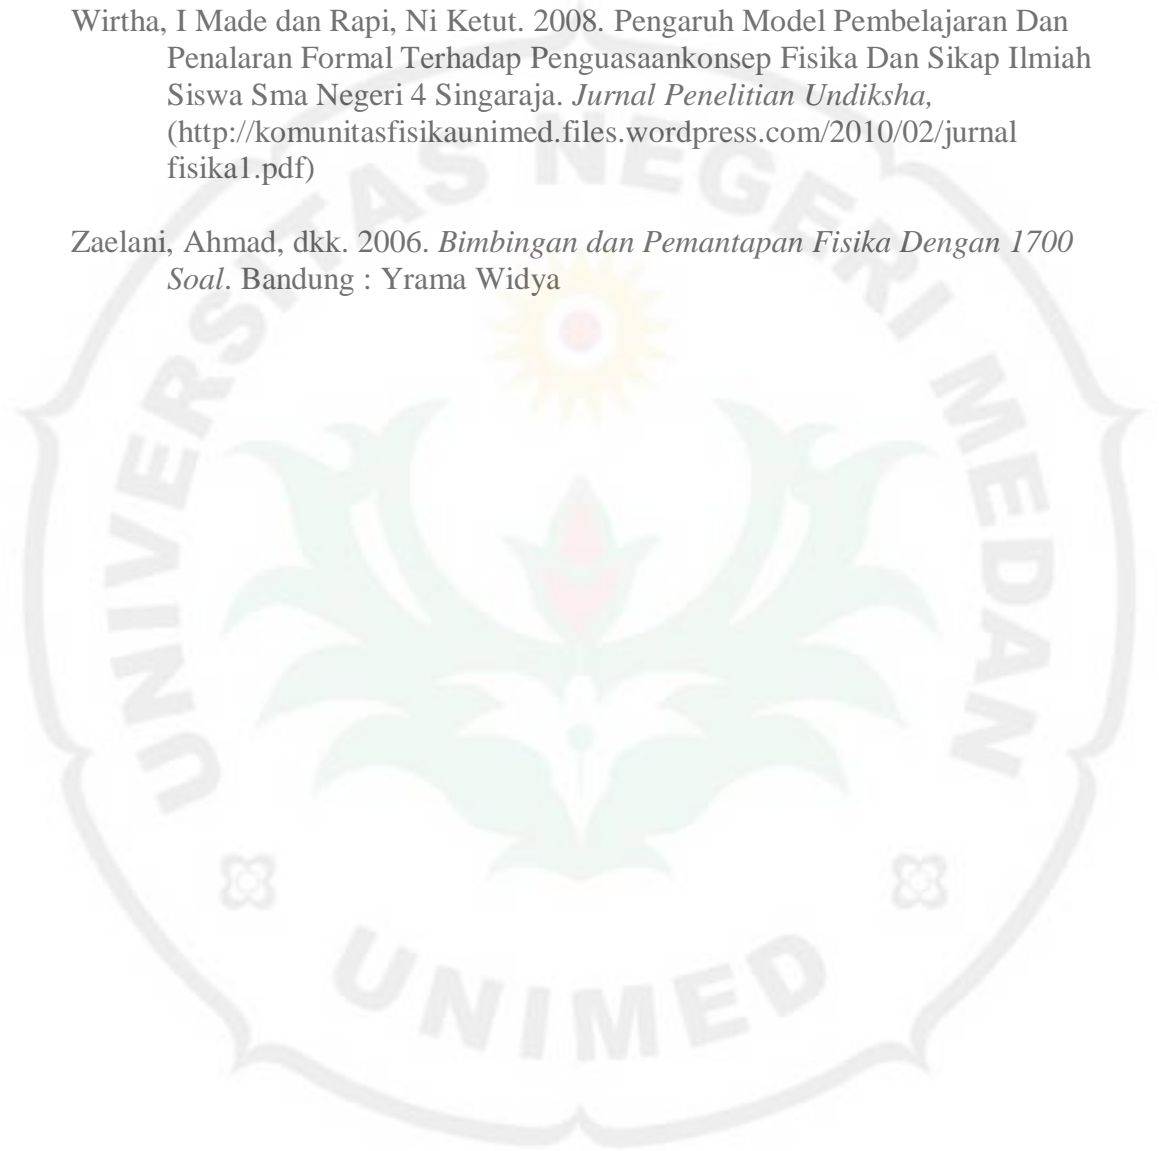 Wirtha, I Made dan Rapi, Ni Ketut. 2008. Pengaruh Model Pembelajaran Dan
Penalaran Formal Terhadap Penguasaankonsep Fisika Dan Sikap Ilmiah
Siswa Sma Negeri 4 Singaraja. Jurnal Penelitian Undiksha,
(http://komunitasfisikaunimed.files.wordpress.com/2010/02/jurnal
fisika1.pdf)
Zaelani, Ahmad, dkk. 2006. Bimbingan dan Pemantapan Fisika Dengan 1700
Soal. Bandung : Yrama Widya
UNIVERSITAS NEGERI MEDAN
UNIMED